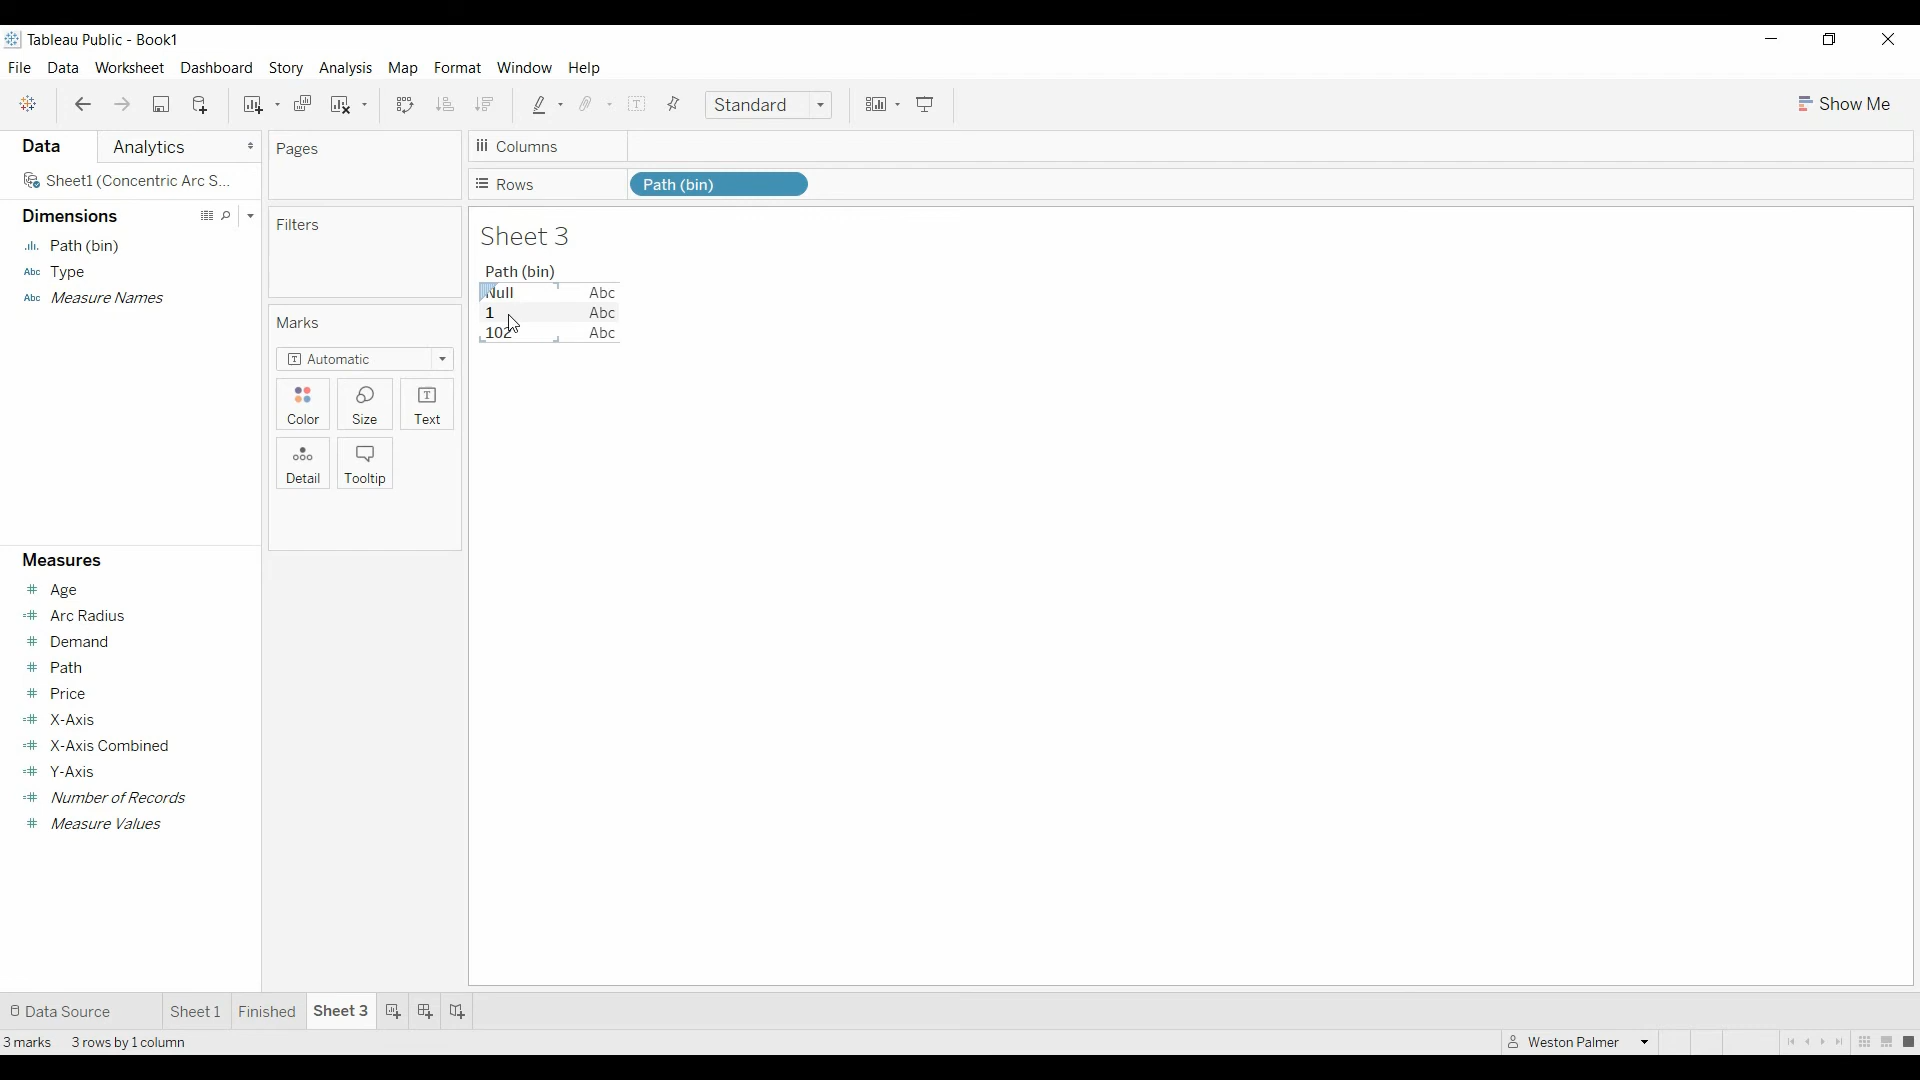 Tableau Public - Book1
File Data Worksheet Dashboard Story Analysis Map Format Window Help
Standard
Show Me
Data Analytics
Sheet1 (Concentric Arc S...
Dimensions
Path (bin)
Abc Type
Abc Measure Names
Measures
Age
Arc Radius
Demand
Path
Price
X-Axis
X-Axis Combined
Y-Axis
Number of Records
Measure Values
Pages
Filters
Marks
Automatic
Color Size Text
Detail Tooltip
Columns
Rows Path (bin)
Sheet 3
Path (bin)
Null Abc
1 Abc
102 Abc
Data Source Sheet 1 Finished Sheet 3
3 marks 3 rows by 1 column
Weston Palmer